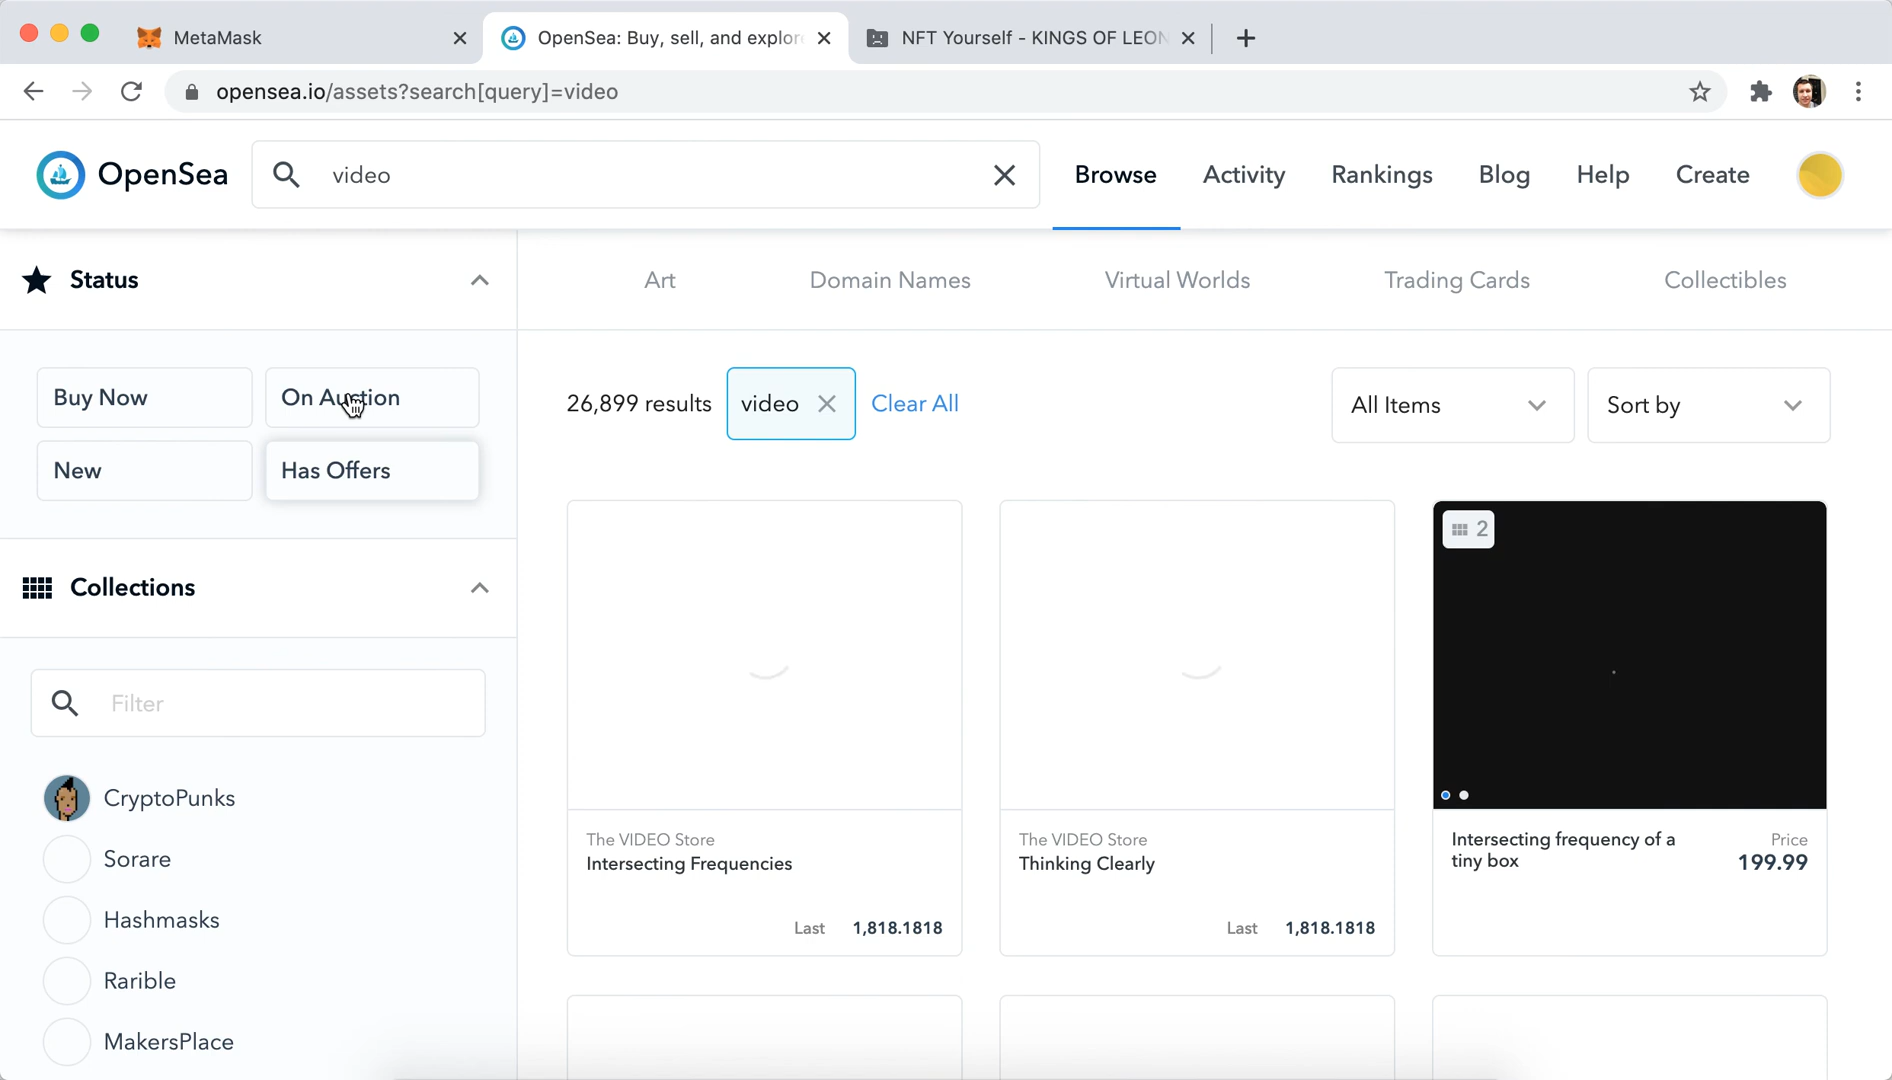 MetaMask
OpenSea: Buy, sell, and explor
NFT Yourself - KINGS OF LEON
opensea.io/assets?search[query]=video
OpenSea
video
Browse
Activity
Rankings
Blog
Help
Create
Status
Art
Domain Names
Virtual Worlds
Trading Cards
Collectibles
Buy Now
On Auction
New
Has Offers
26,899 results
video
Clear All
All Items
Sort by
Collections
Filter
CryptoPunks
Sorare
Hashmasks
Rarible
MakersPlace
The VIDEO Store
Intersecting Frequencies
Last 1,818.1818
The VIDEO Store
Thinking Clearly
Last 1,818.1818
2
Intersecting frequency of a
tiny box
Price
199.99